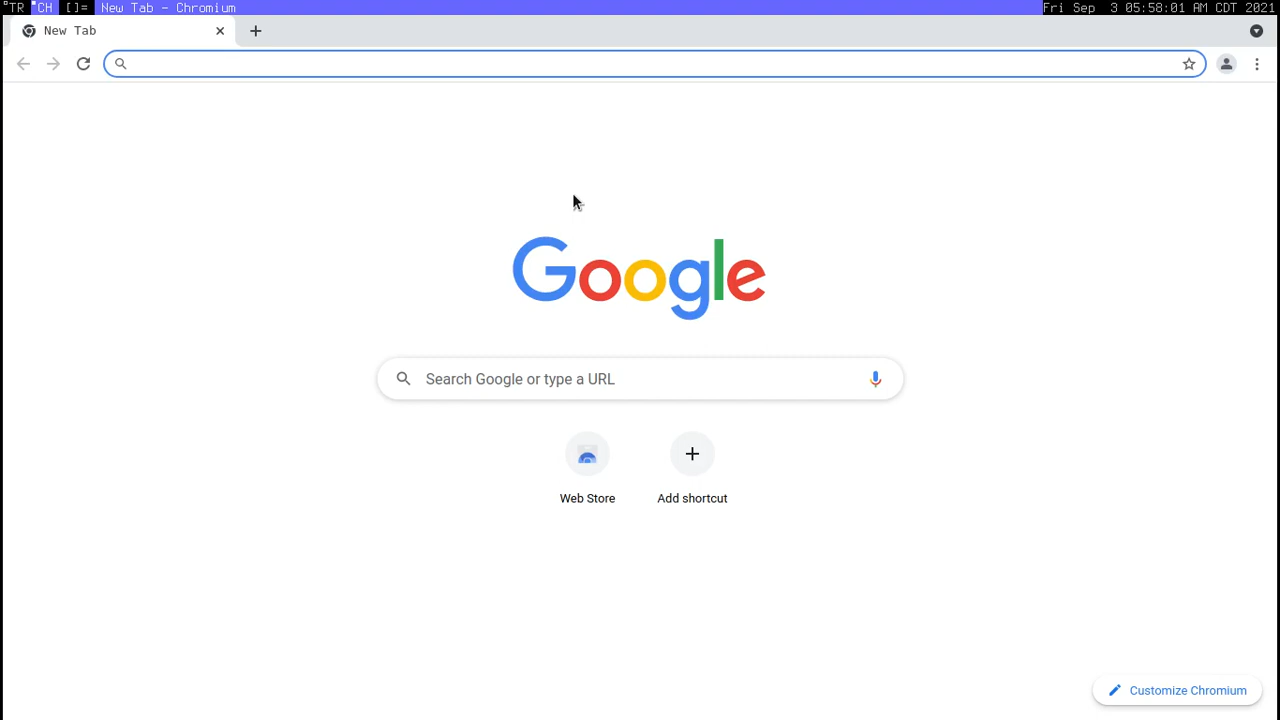 °TR °CH []= New Tab - Chromium Fri Sep 3 05:58:01 AM CDT 2021
New Tab
Google
Search Google or type a URL
Web Store Add shortcut
Customize Chromium